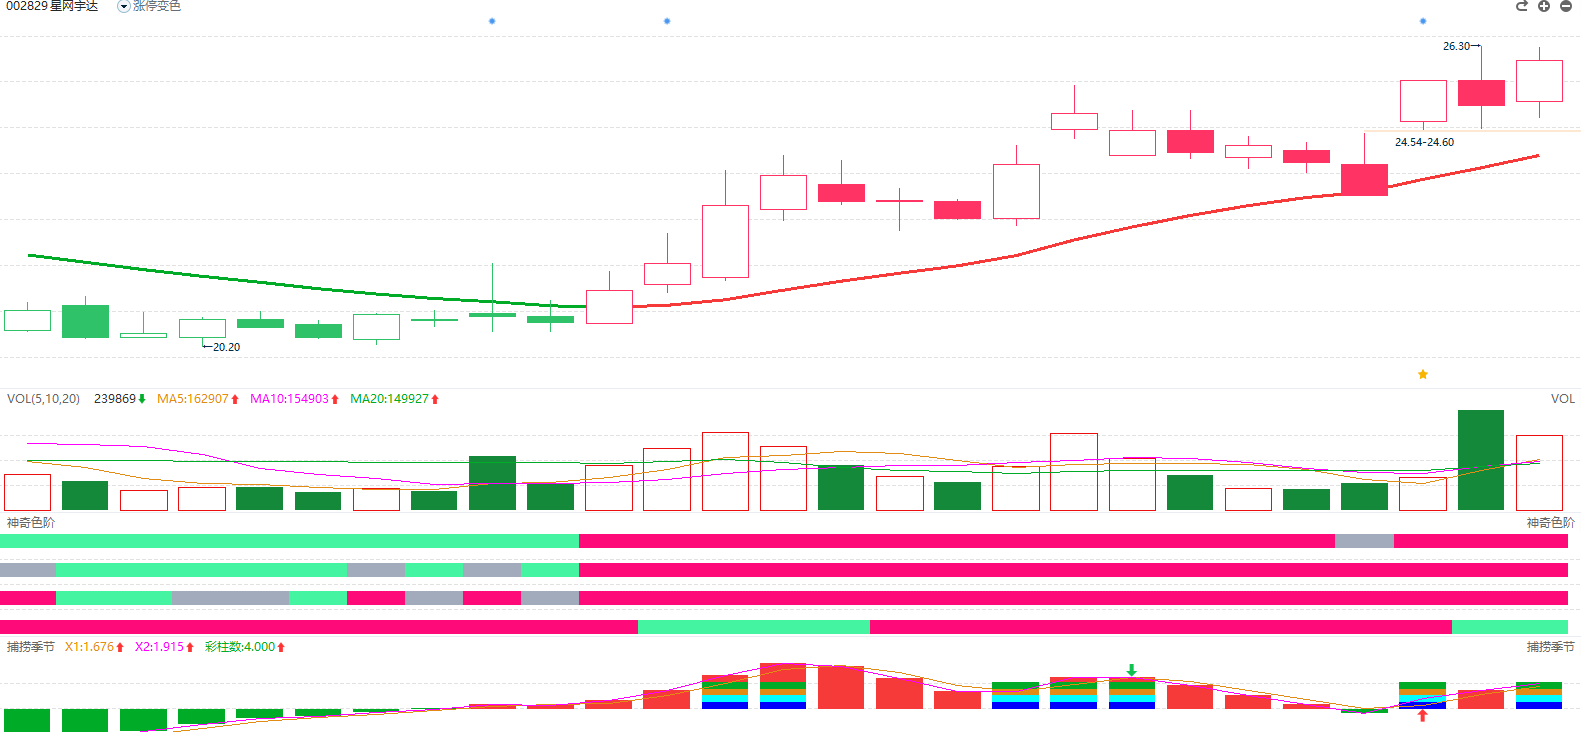 002829 星网宇达 涨停变色
26.30
24.54-24.60
20.20
VOL(5,10,20) 239869 MA5:162907 MA10:154903 MA20:149927 VOL
神奇色阶 神奇色阶
捕捞季节 X1:1.676 X2:1.915 彩柱数:4.000 捕捞季节